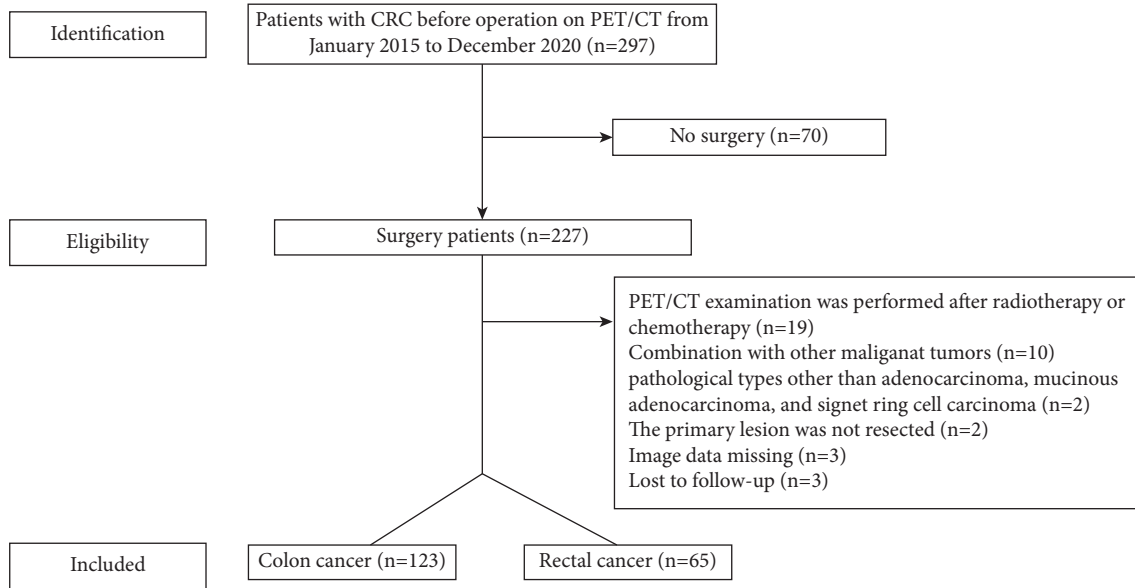 Identification
Patients with CRC before operation on PET/CT from
January 2015 to December 2020 (n=297)
No surgery (n=70)
Eligibility
Surgery patients (n=227)
PET/CT examination was performed after radiotherapy or
chemotherapy (n=19)
Combination with other maliganat tumors (n=10)
pathological types other than adenocarcinoma, mucinous
adenocarcinoma, and signet ring cell carcinoma (n=2)
The primary lesion was not resected (n=2)
Image data missing (n=3)
Lost to follow-up (n=3)
Included
Colon cancer (n=123)
Rectal cancer (n=65)